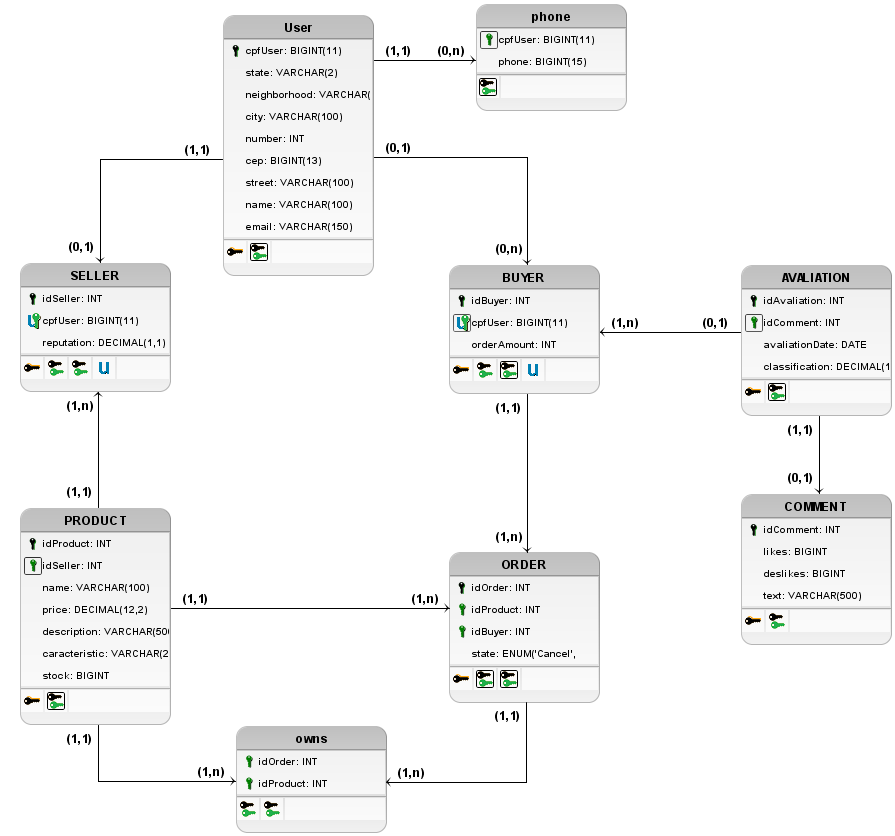 User
cpfUser: BIGINT(11)
state: VARCHAR(2)
neighborhood: VARCHAR(
city: VARCHAR(100)
number: INT
cep: BIGINT(13)
street: VARCHAR(100)
name: VARCHAR(100)
email: VARCHAR(150)
(1,1)
(0,n)
phone
cpfUser: BIGINT(11)
phone: BIGINT(15)
(1,1)
(0,1)
(0,1)
(0,n)
SELLER
idSeller: INT
cpfUser: BIGINT(11)
reputation: DECIMAL(1,1)
U
BUYER
idBuyer: INT
cpfUser: BIGINT(11)
orderAmount: INT
U
(1,n)
(0,1)
AVALIATION
idAvaliation: INT
idComment: INT
avaliationDate: DATE
classification: DECIMAL(1
(1,n)
(1,1)
(1,1)
(1,1)
(1,n)
(0,1)
COMMENT
idComment: INT
likes: BIGINT
deslikes: BIGINT
text: VARCHAR(500)
PRODUCT
idProduct: INT
idSeller: INT
name: VARCHAR(100)
price: DECIMAL(12,2)
description: VARCHAR(500
caracteristic: VARCHAR(2
stock: BIGINT
(1,1)
(1,n)
ORDER
idOrder: INT
idProduct: INT
idBuyer: INT
state: ENUM('Cancel',
(1,1)
(1,1)
(1,n)
(1,n)
owns
idOrder: INT
idProduct: INT